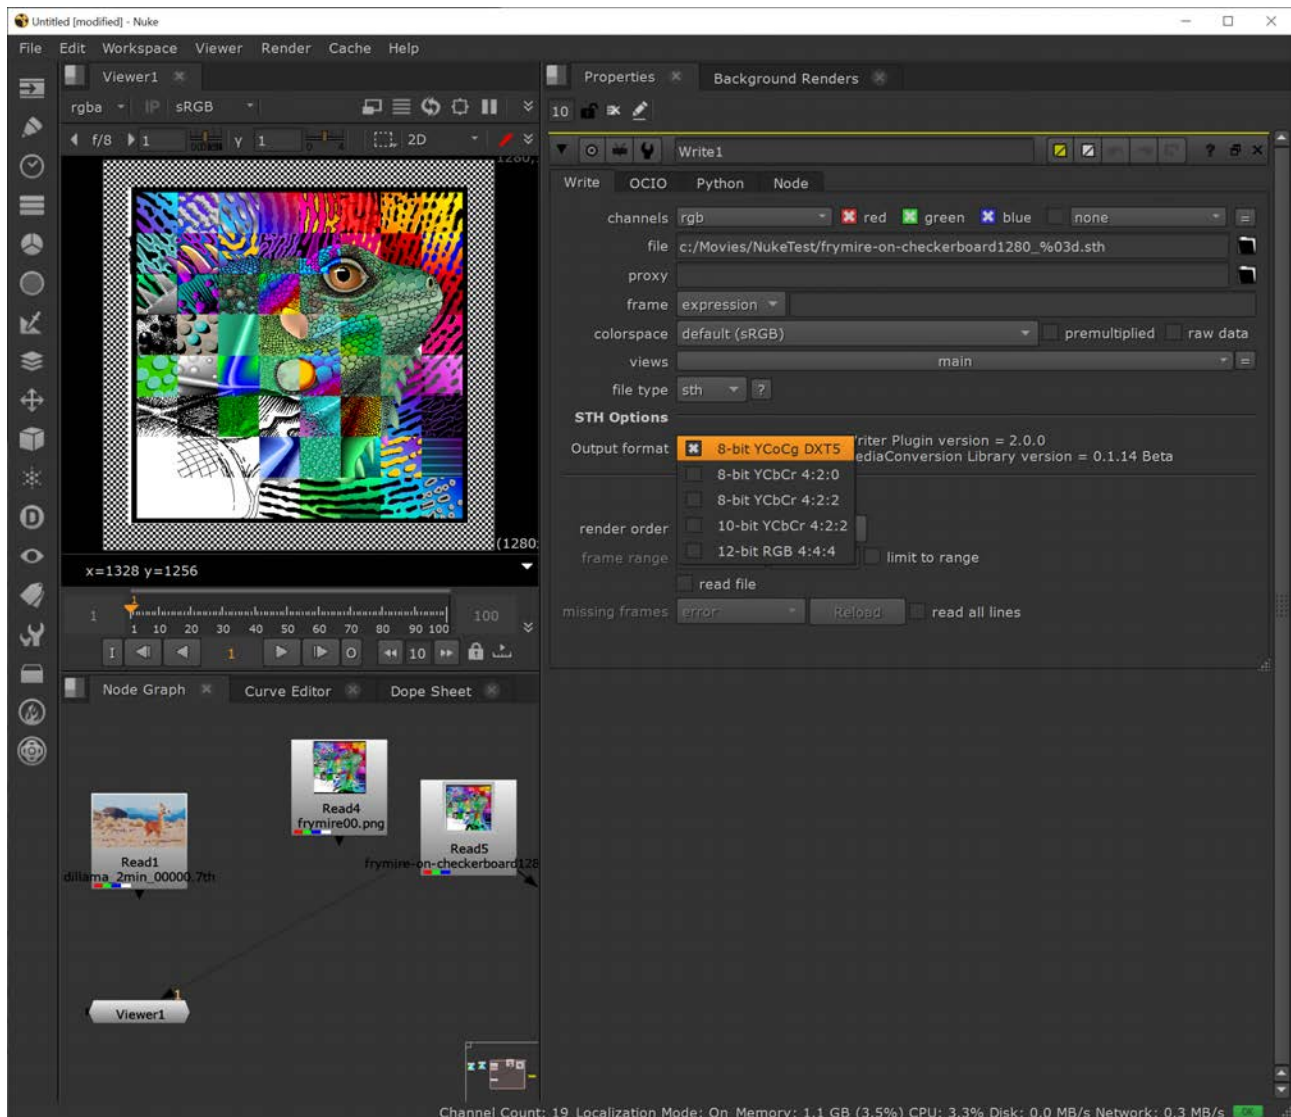 Untitled [modified] - Nuke
File Edit Workspace Viewer Render Cache Help
Viewer1
rgba IP sRGB
f/8 1 Y 1 0 4 2D
(1280:
x=1328 y=1256
1 1 100
1 10 20 30 40 50 60 70 80 90 100
I 1 O 10
Node Graph Curve Editor Dope Sheet
Read4
frymire00.png
Read5
frymire-on-checkerboard128
Read1
dillama_2min_00000.7th
1
Viewer1
Properties Background Renders
10
Write1 ?
Write OCIO Python Node
channels rgb red green blue none =
file c:/Movies/NukeTest/frymire-on-checkerboard1280_%03d.sth
proxy
frame expression
colorspace default (sRGB) premultiplied raw data
views main =
file type sth ?
STH Options
riter Plugin version = 2.0.0
Output format 8-bit YCoCg DXT5
ediaConversion Library version = 0.1.14 Beta
8-bit YCbCr 4:2:0
8-bit YCbCr 4:2:2
10-bit YCbCr 4:2:2
12-bit RGB 4:4:4
render order
frame range limit to range
read file
missing frames error Reload read all lines
Channel Count: 19 Localization Mode: On Memory: 1.1 GB (3.5%) CPU: 3.3% Disk: 0.0 MB/s Network: 0.3 MB/s